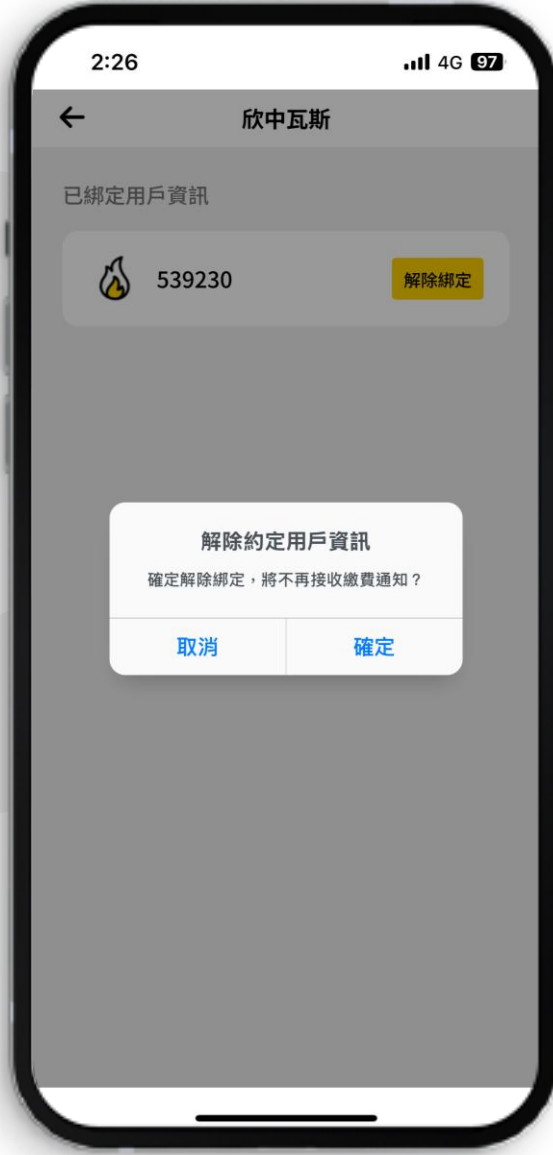 2:26
4G 97
欣中瓦斯
已綁定用戶資訊
539230
解除綁定
解除約定用戶資訊
確定解除綁定，將不再接收繳費通知？
取消
確定